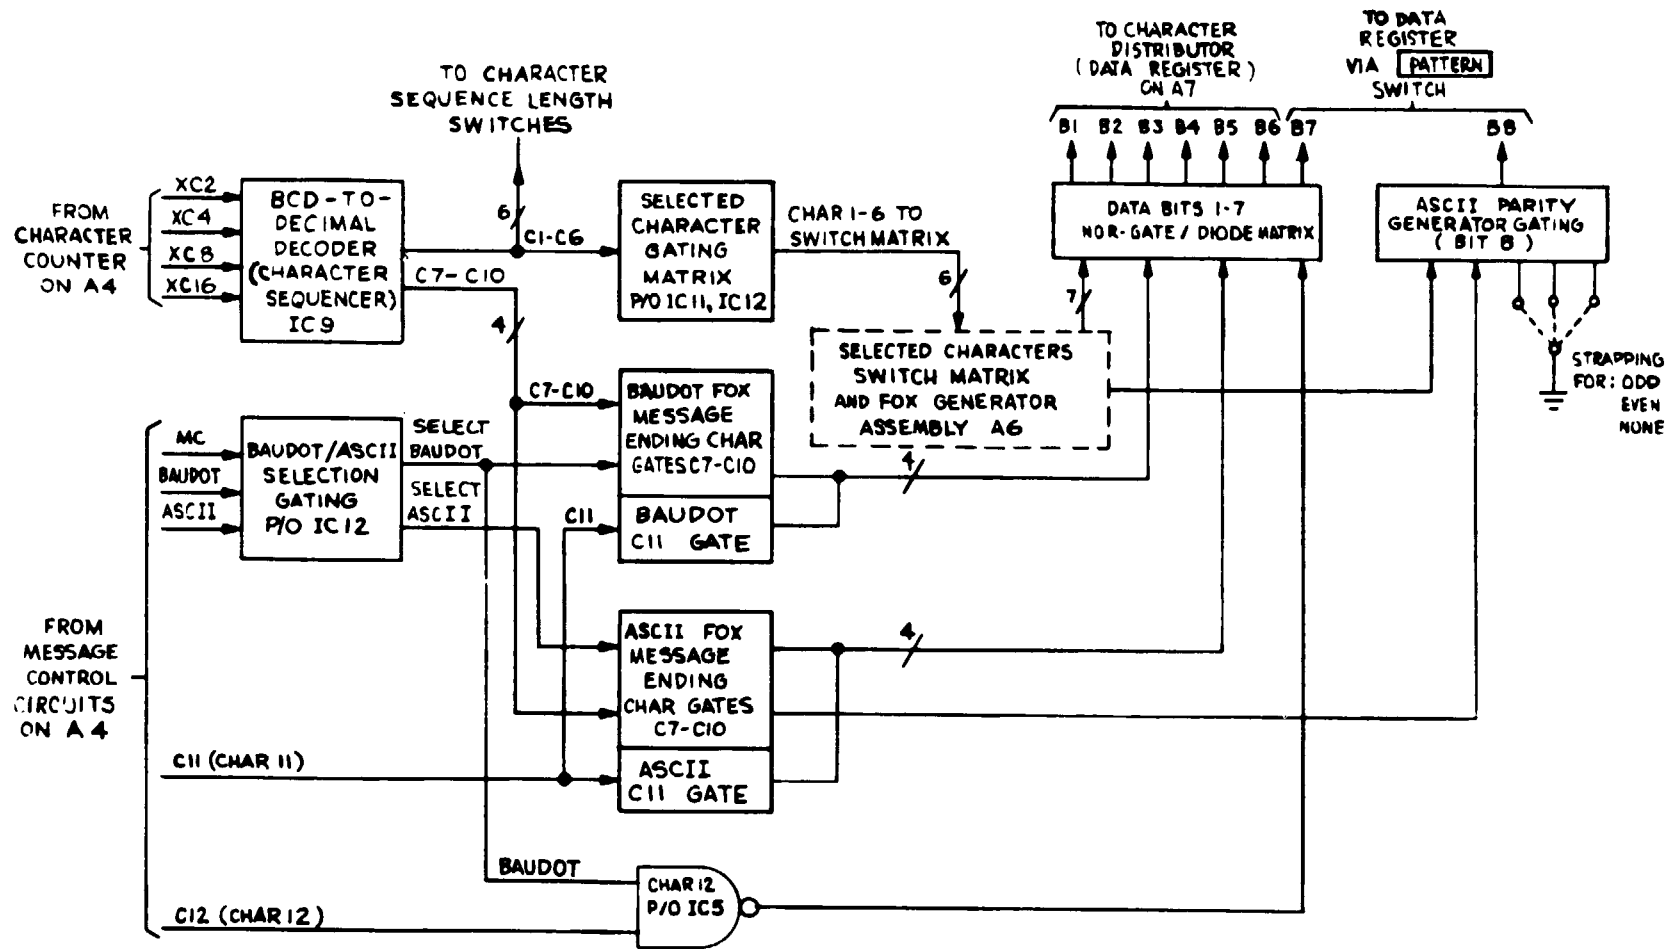 TO CHARACTER
DISTRIBUTOR
(DATA REGISTER)
ON A7
TO DATA
REGISTER
VIA PATTERN
SWITCH
TO CHARACTER
SEQUENCE LENGTH
SWITCHES
B1 B2 B3 B4 B5 B6 B7 B8
FROM
CHARACTER
COUNTER
ON A4
XC2
XC4
XC8
XC16
BCD-TO-
DECIMAL
DECODER
(CHARACTER
SEQUENCER)
IC9
6
C1-C6
C7-C10
4
SELECTED
CHARACTER
GATING
MATRIX
P/O IC11, IC12
CHAR 1-6 TO
SWITCH MATRIX
6
7
DATA BITS 1-7
NOR-GATE/DIODE MATRIX
ASCII PARITY
GENERATOR GATING
(BIT 8)
STRAPPING
FOR: ODD
EVEN
NONE
SELECTED CHARACTERS
SWITCH MATRIX
AND FOX GENERATOR
ASSEMBLY A6
C7-C10
BAUDOT FOX
MESSAGE
ENDING CHAR
GATES C7-C10
BAUDOT
C11 GATE
4
MC
BAUDOT
ASCII
BAUDOT/ASCII
SELECTION
GATING
P/O IC12
SELECT
BAUDOT
SELECT
ASCII
C11
FROM
MESSAGE
CONTROL
CIRCUITS
ON A4
ASCII FOX
MESSAGE
ENDING
CHAR GATES
C7-C10
ASCII
C11 GATE
4
C11 (CHAR 11)
BAUDOT
C12 (CHAR 12)
CHAR 12
P/O IC5